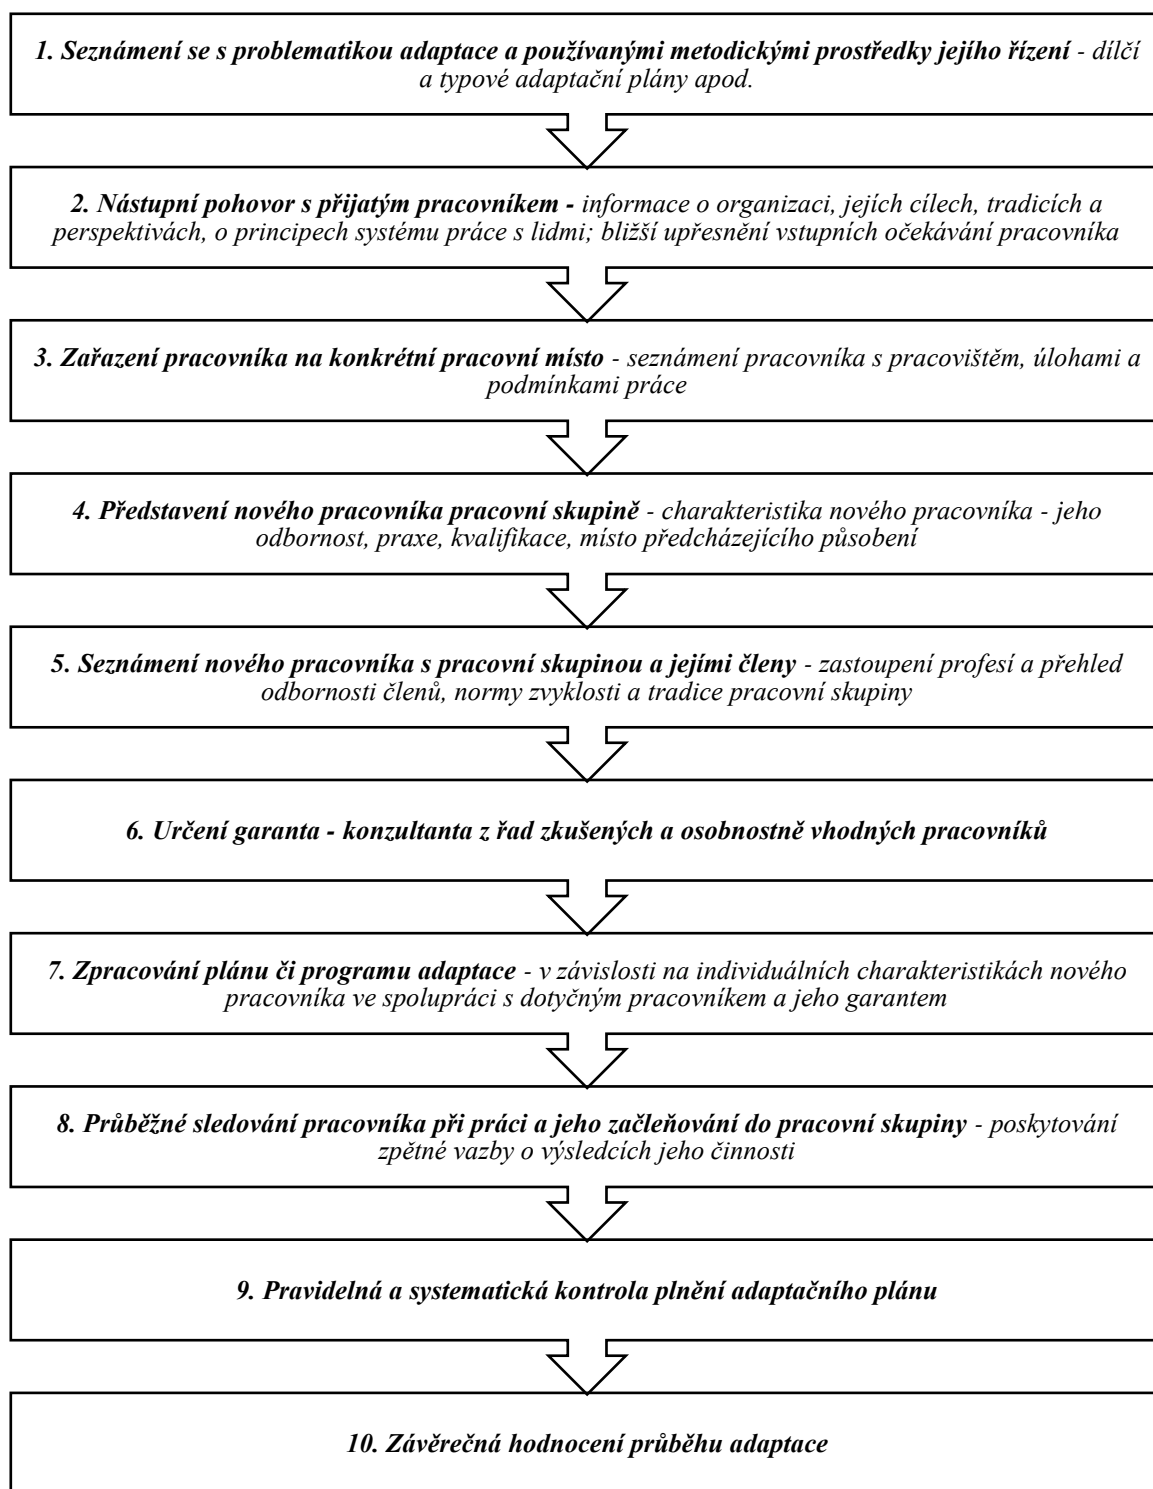 1. Seznámení se s problematikou adaptace a používanými metodickými prostředky jejího řízení - dílčí
a typové adaptační plány apod.
2. Nástupní pohovor s přijatým pracovníkem - informace o organizaci, jejích cílech, tradicích a
perspektivách, o principech systému práce s lidmi; bližší upřesnění vstupních očekávání pracovníka
3. Zařazení pracovníka na konkrétní pracovní místo - seznámení pracovníka s pracovištěm, úlohami a
podmínkami práce
4. Představení nového pracovníka pracovní skupině - charakteristika nového pracovníka - jeho
odbornost, praxe, kvalifikace, místo předcházejícího působení
5. Seznámení nového pracovníka s pracovní skupinou a jejími členy - zastoupení profesí a přehled
odbornosti členů, normy zvyklosti a tradice pracovní skupiny
6. Určení garanta - konzultanta z řad zkušených a osobnostně vhodných pracovníků
7. Zpracování plánu či programu adaptace - v závislosti na individuálních charakteristikách nového
pracovníka ve spolupráci s dotyčným pracovníkem a jeho garantem
8. Průběžné sledování pracovníka při práci a jeho začleňování do pracovní skupiny - poskytování
zpětné vazby o výsledcích jeho činnosti
9. Pravidelná a systematická kontrola plnění adaptačního plánu
10. Závěrečná hodnocení průběhu adaptace